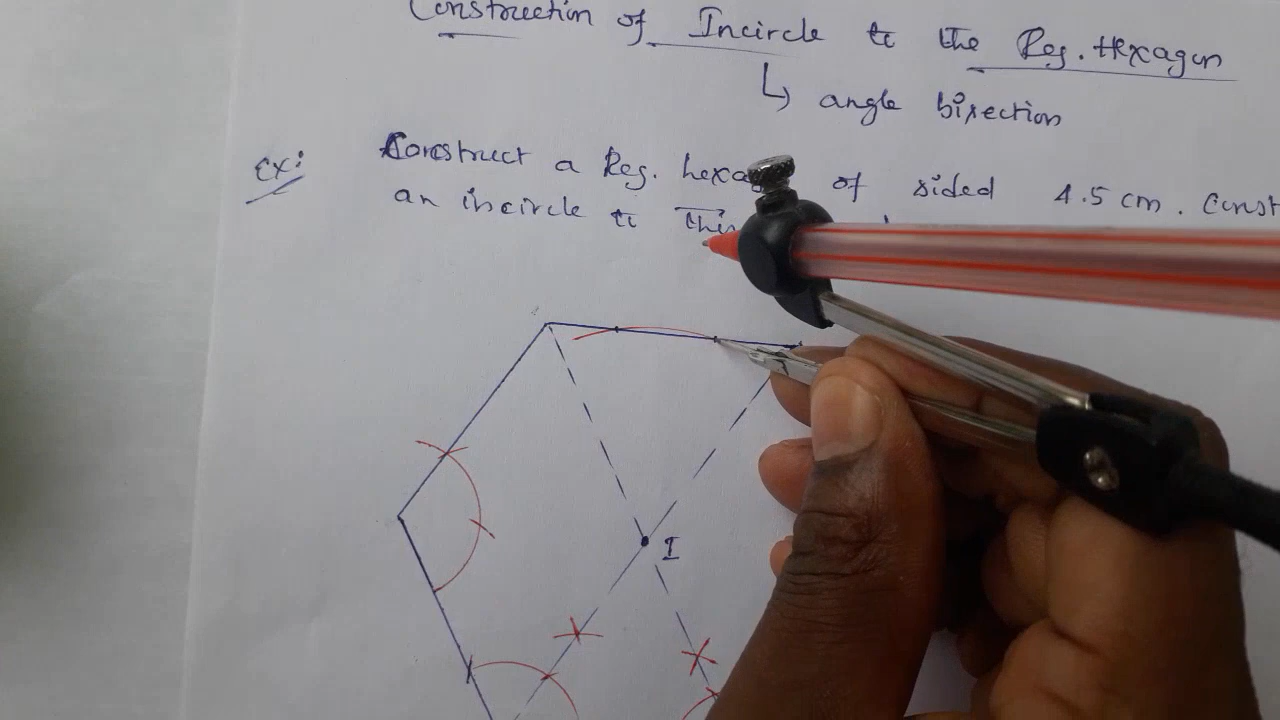 Construction of Incircle to the Reg. Hexagon
↳ angle bisection
Ex: Construct a Reg. of sided 4.5 cm. Const
an incircle to this
I